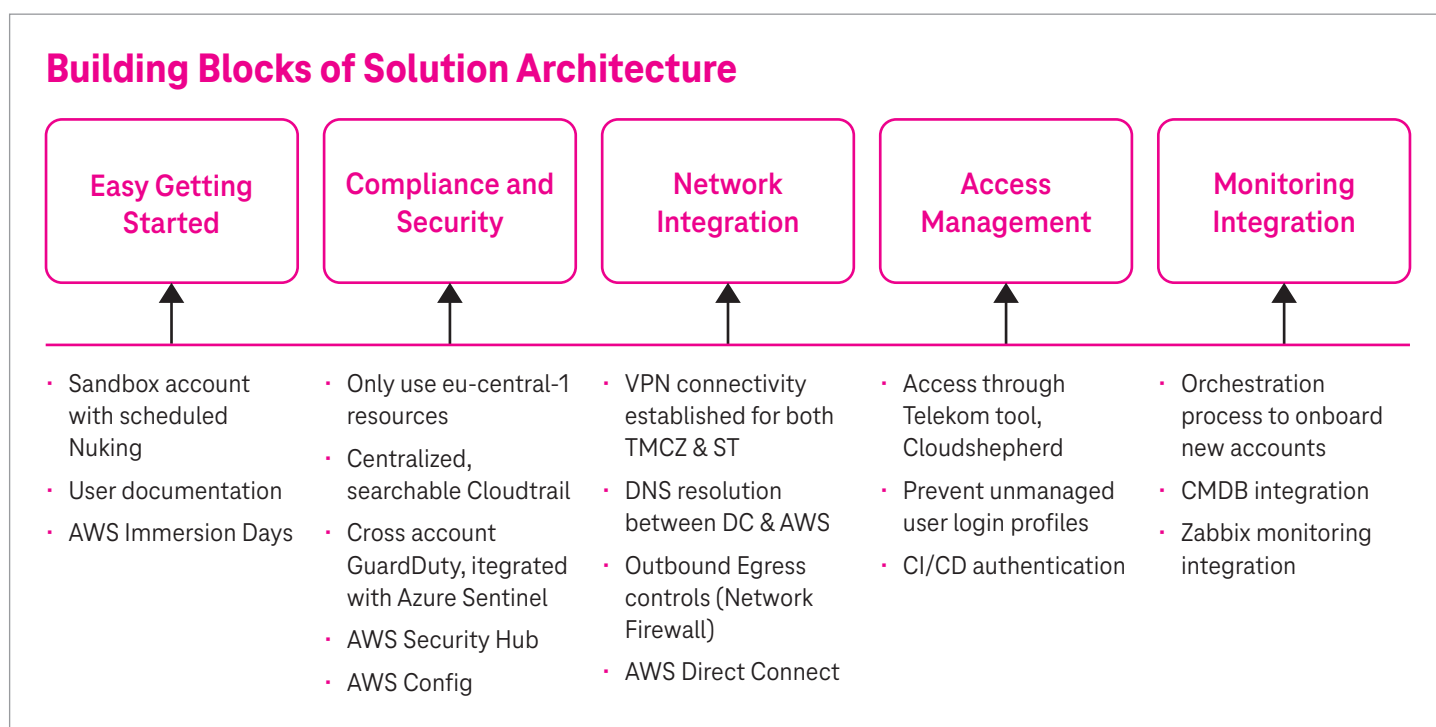 Building Blocks of Solution Architecture
Easy Getting
Started
Compliance and
Security
Network
Integration
Access
Management
Monitoring
Integration
· Sandbox account
with scheduled
Nuking
· User documentation
· AWS Immersion Days
· Only use eu-central-1
resources
· Centralized,
searchable Cloudtrail
· Cross account
GuardDuty, itegrated
with Azure Sentinel
· AWS Security Hub
· AWS Config
· VPN connectivity
established for both
TMCZ & ST
· DNS resolution
between DC & AWS
· Outbound Egress
controls (Network
Firewall)
· AWS Direct Connect
· Access through
Telekom tool,
Cloudshepherd
· Prevent unmanaged
user login profiles
· CI/CD authentication
· Orchestration
process to onboard
new accounts
· CMDB integration
· Zabbix monitoring
integration